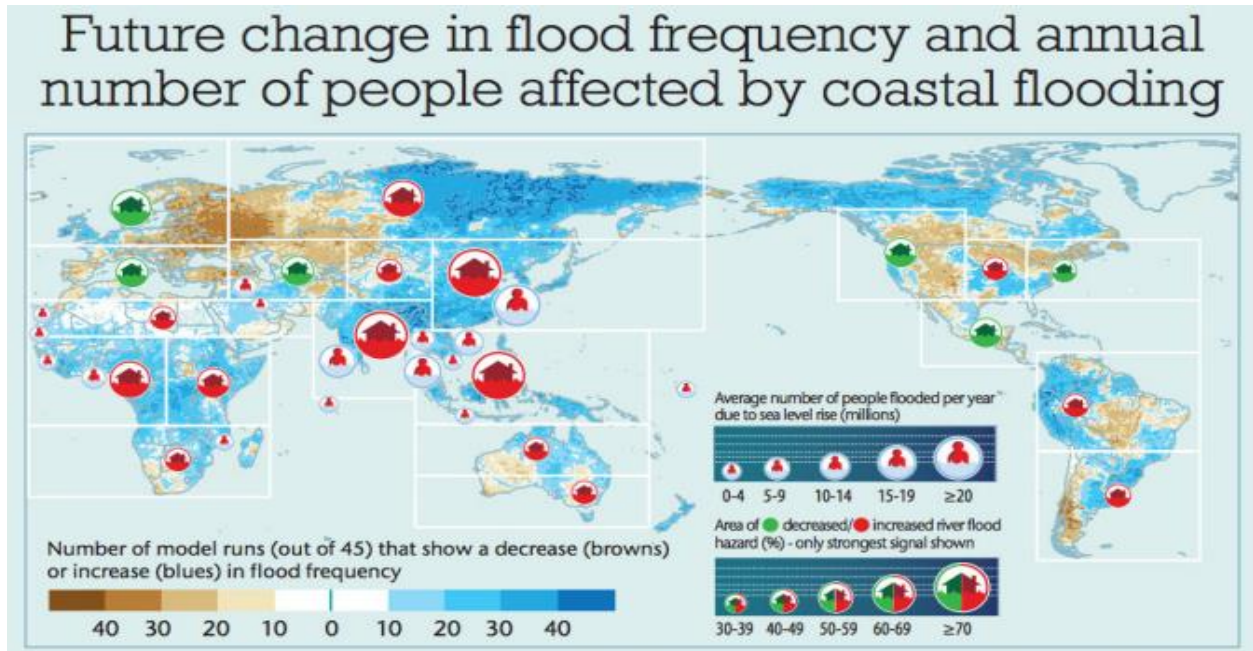 Future change in flood frequency and annual
number of people affected by coastal flooding
Average number of people flooded per year
due to sea level rise (millions)
0-4 5-9 10-14 15-19 ≥20
Area of decreased/ increased river flood
hazard (%) - only strongest signal shown
30-39 40-49 50-59 60-69 ≥70
Number of model runs (out of 45) that show a decrease (browns)
or increase (blues) in flood frequency
40 30 20 10 0 10 20 30 40